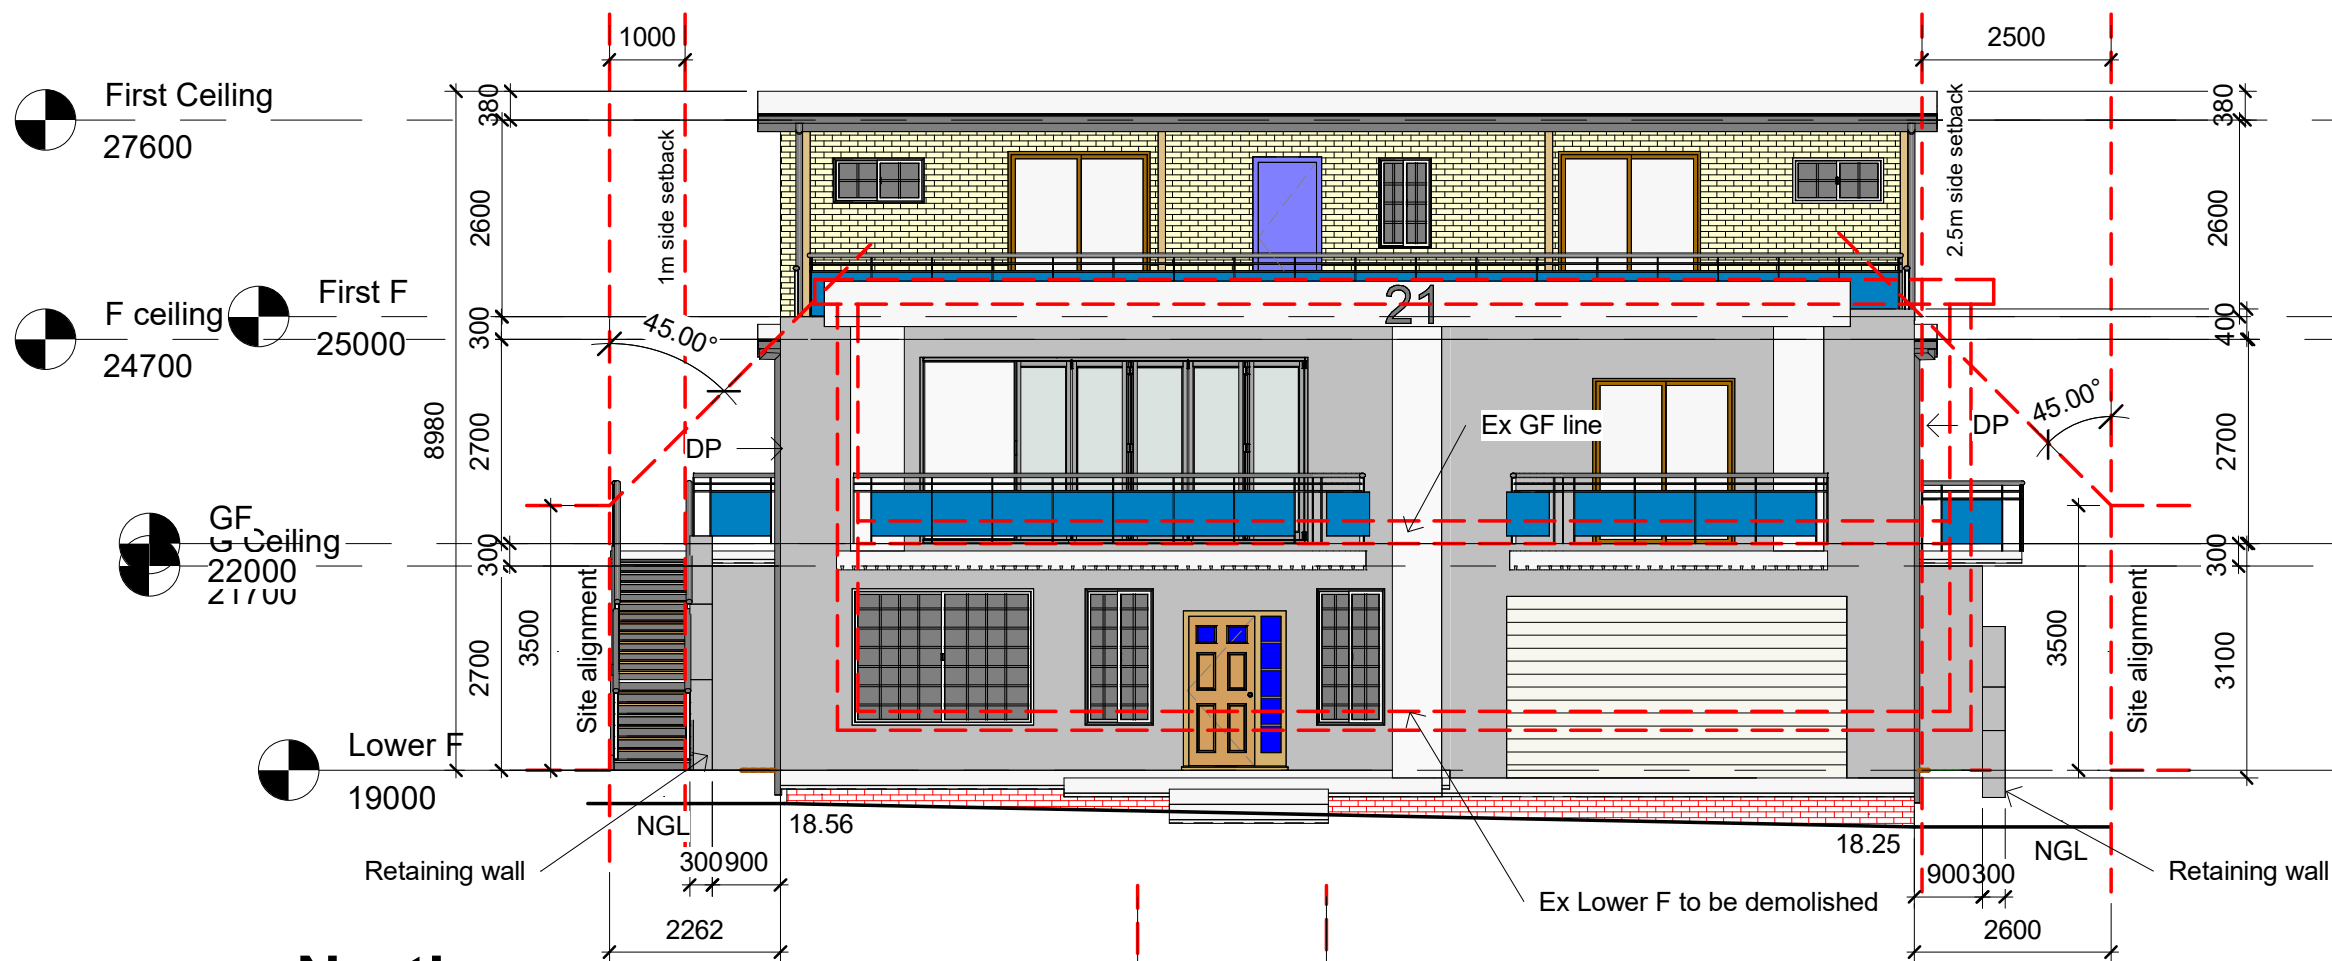 1000
2500
First Ceiling
27600
380
380
1m side setback
2.5m side setback
2600
2600
First F
25000
F ceiling
24700
21
300
400
45.00°
45.00°
8980
2700
2700
DP
DP
Ex GF line
GF
G Ceiling
22000
21700
300
300
3500
3500
Site alignment
Site alignment
2700
3100
Lower F
19000
NGL
18.56
18.25
NGL
Retaining wall
Retaining wall
300
900
900
300
Ex Lower F to be demolished
2262
2600